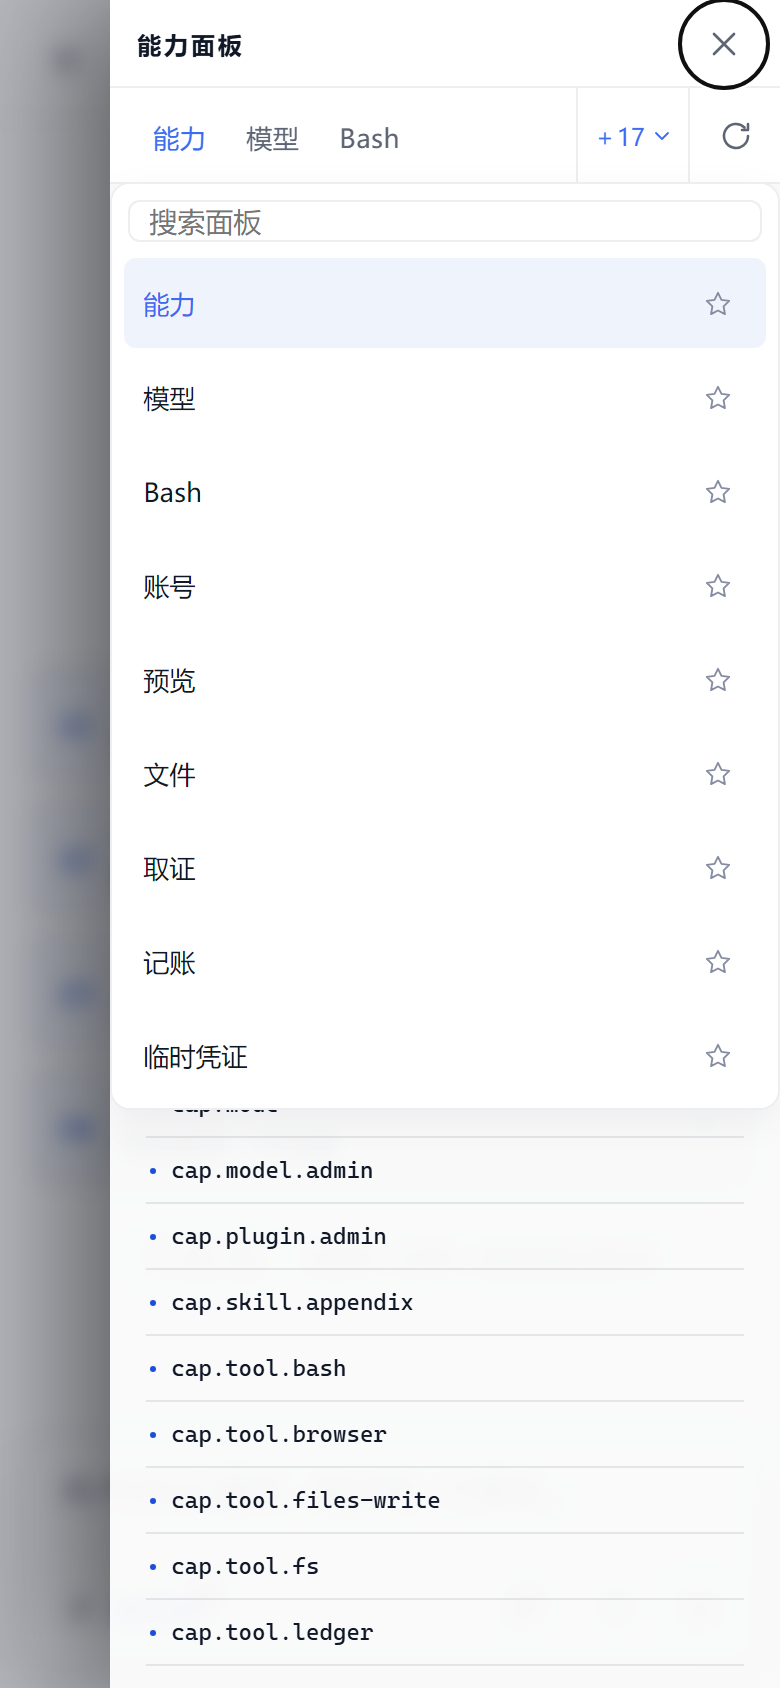 能力面板
能力 模型 Bash + 17
搜索面板
能力
模型
Bash
账号
预览
文件
取证
记账
临时凭证
cap.model.admin
cap.plugin.admin
cap.skill.appendix
cap.tool.bash
cap.tool.browser
cap.tool.files-write
cap.tool.fs
cap.tool.ledger